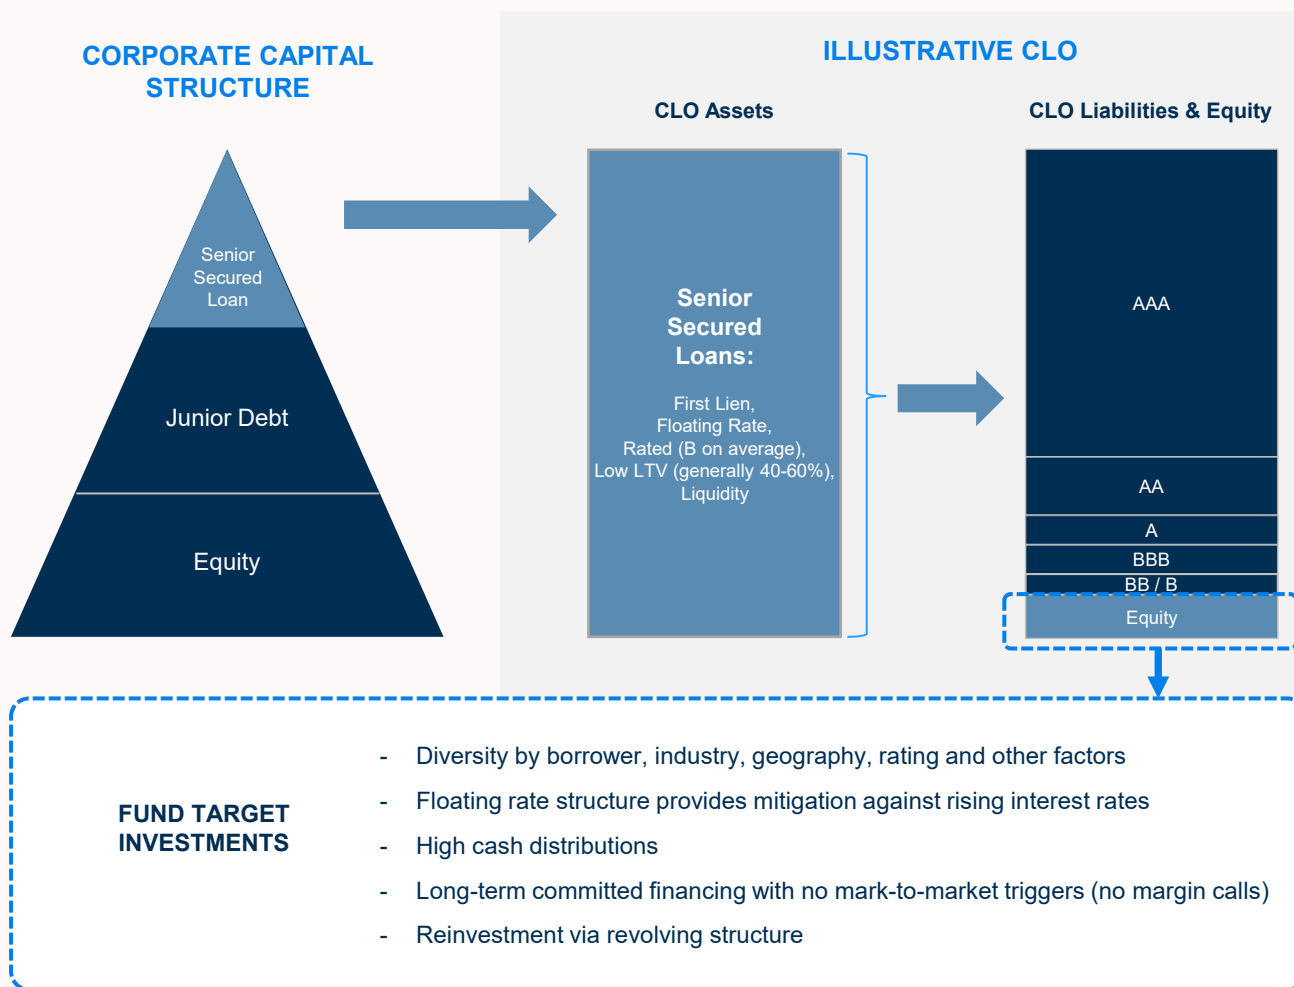 CORPORATE CAPITAL
STRUCTURE
Senior
Secured
Loan
Junior Debt
Equity
ILLUSTRATIVE CLO
CLO Assets
Senior
Secured
Loans:
First Lien,
Floating Rate,
Rated (B on average),
Low LTV (generally 40-60%),
Liquidity
CLO Liabilities & Equity
AAA
AA
A
BBB
BB / B
Equity
FUND TARGET
INVESTMENTS
- Diversity by borrower, industry, geography, rating and other factors
- Floating rate structure provides mitigation against rising interest rates
- High cash distributions
- Long-term committed financing with no mark-to-market triggers (no margin calls)
- Reinvestment via revolving structure